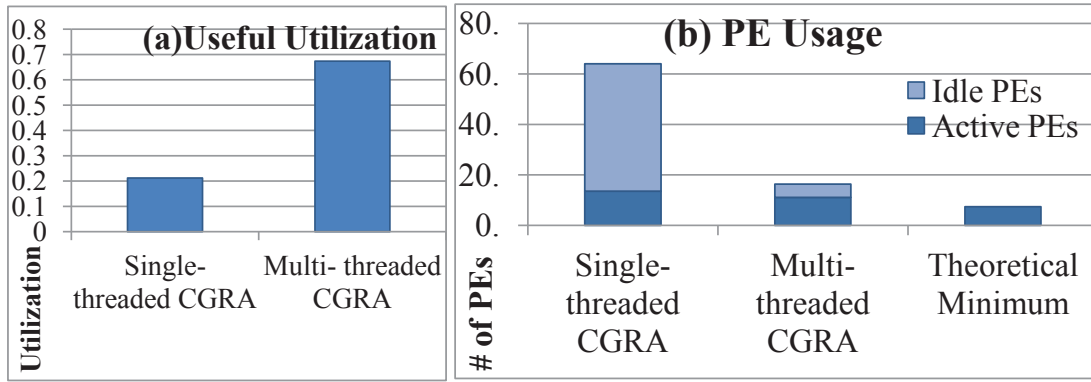 (a)Useful Utilization
0.8
0.7
0.6
0.5
0.4
0.3
0.2
0.1
0
Utilization
Single-
threaded CGRA
Multi- threaded
CGRA
(b) PE Usage
80.
60.
40.
20.
0.
# of PEs
Idle PEs
Active PEs
Single-
threaded
CGRA
Multi-
threaded
CGRA
Theoretical
Minimum